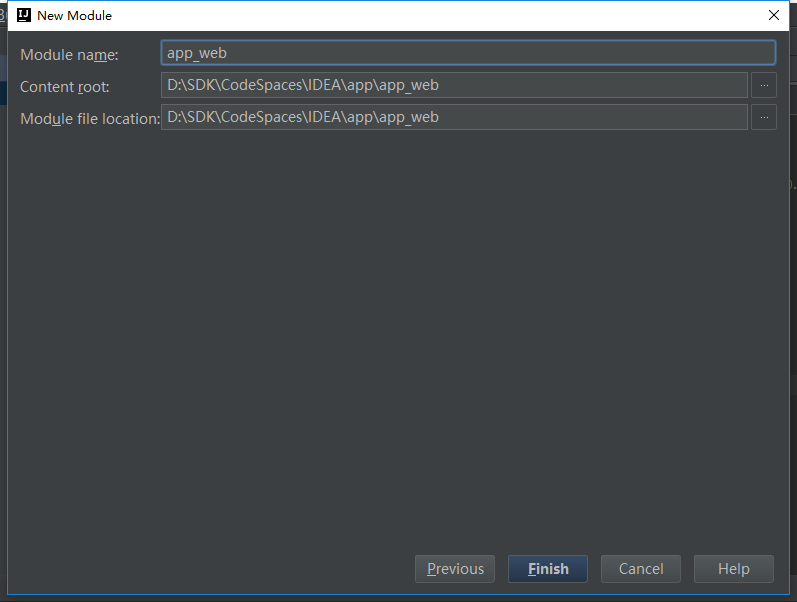 New Module
Module name: app_web
Content root: D:\SDK\CodeSpaces\IDEA\app\app_web ...
Module file location: D:\SDK\CodeSpaces\IDEA\app\app_web ...
Previous Finish Cancel Help